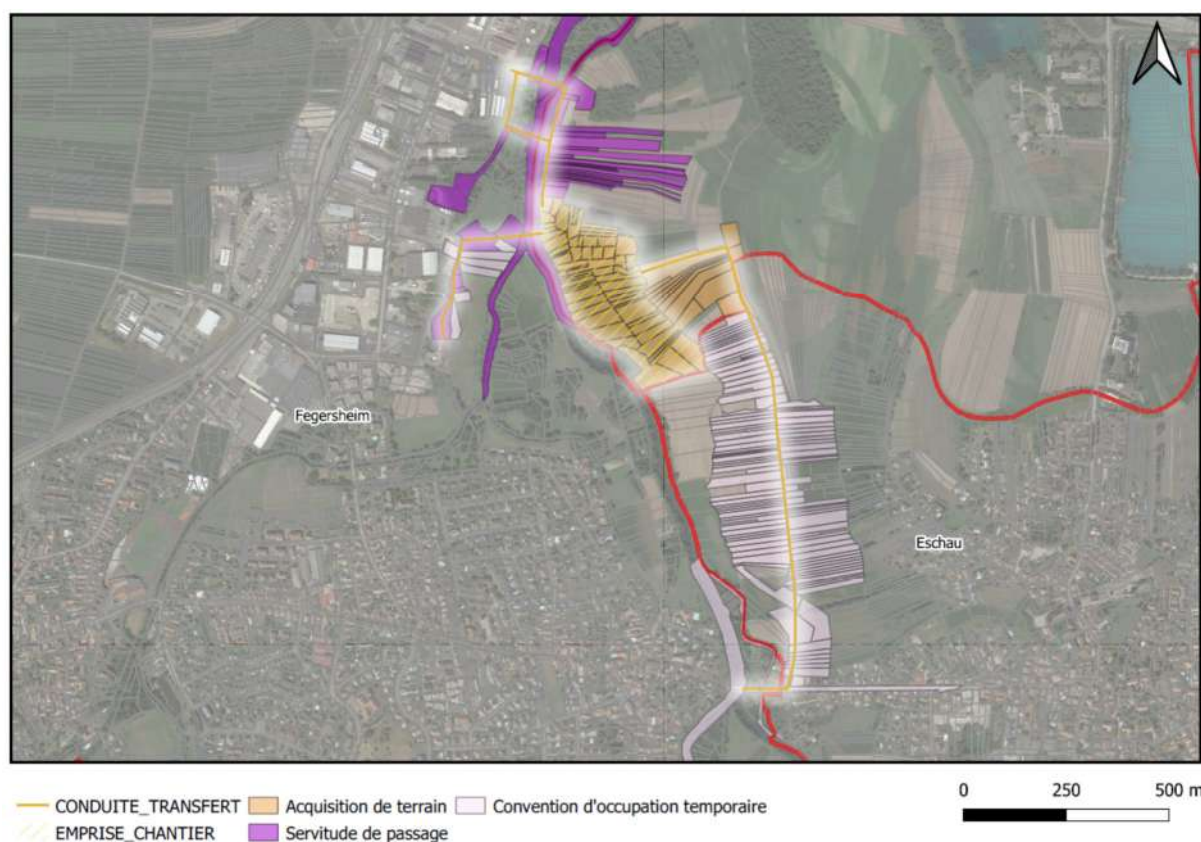 Fegersheim
Eschau
CONDUITE_TRANSFERT Acquisition de terrain Convention d'occupation temporaire
EMPRISE_CHANTIER Servitude de passage
0 250 500 m